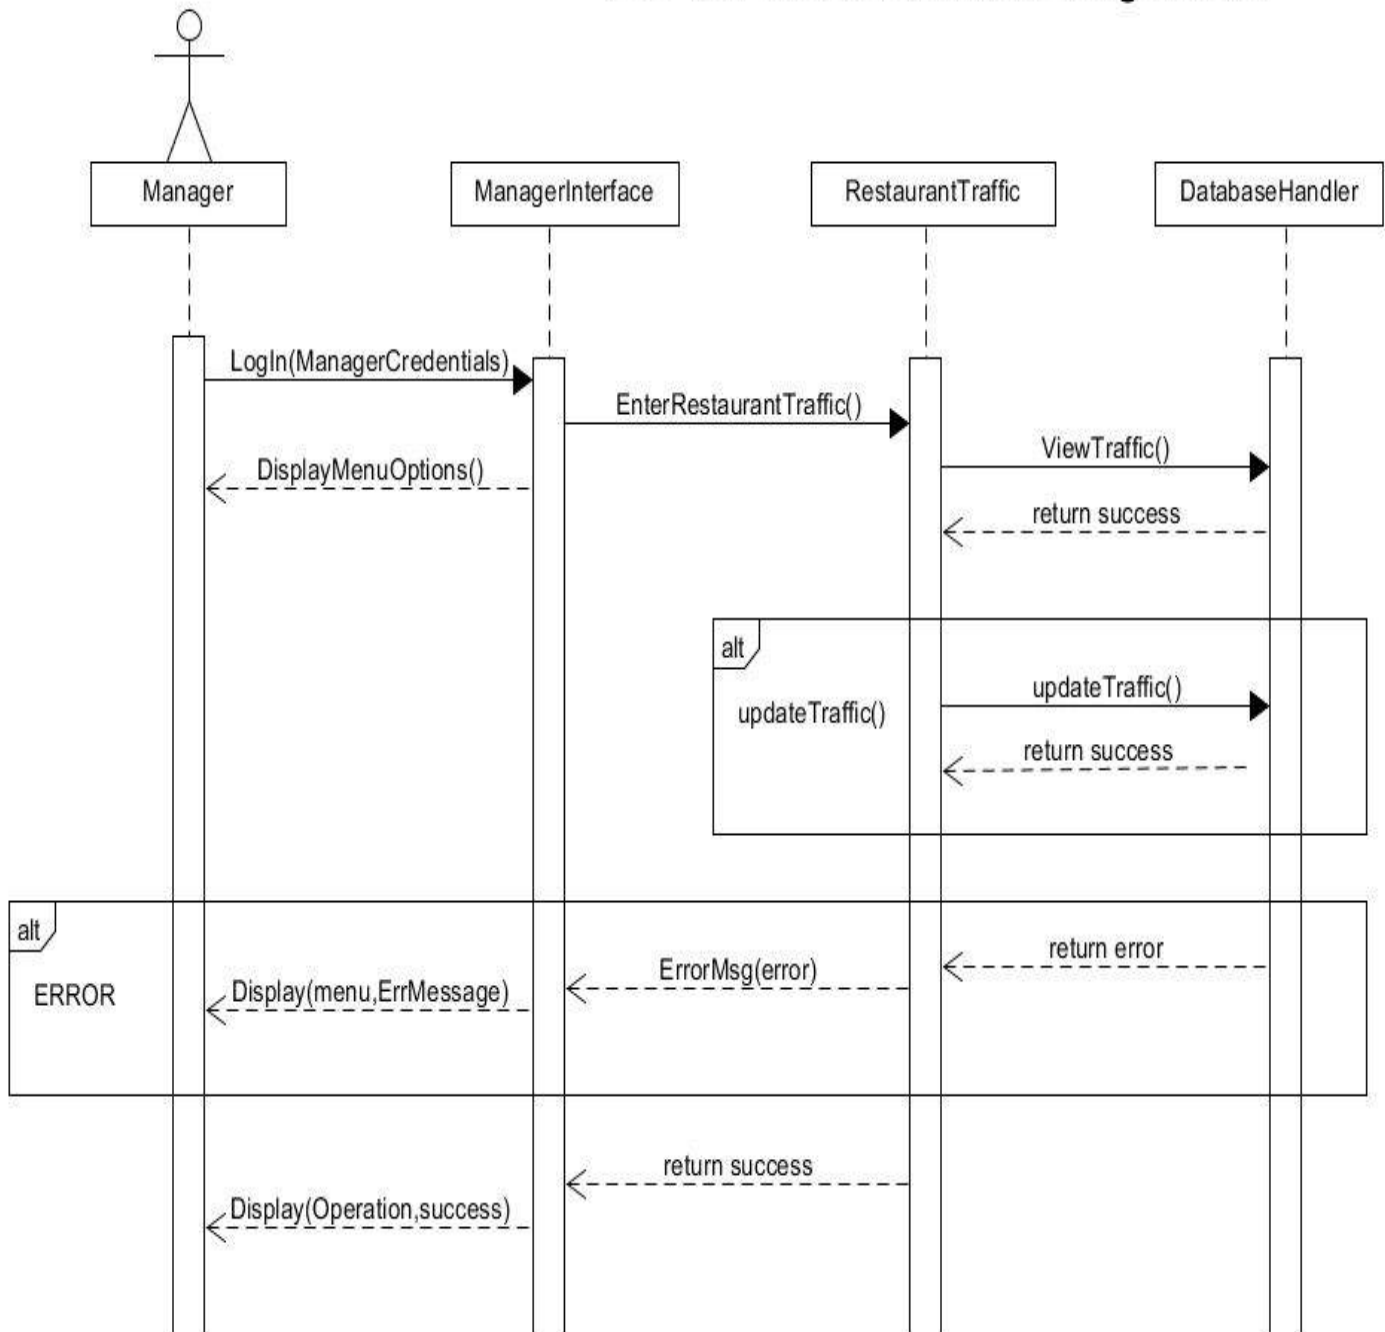 Manager
ManagerInterface
RestaurantTraffic
DatabaseHandler
LogIn(ManagerCredentials)
EnterRestaurantTraffic()
ViewTraffic()
DisplayMenuOptions()
return success
alt
updateTraffic()
updateTraffic()
return success
alt
return error
ErrorMsg(error)
Display(menu,ErrMessage)
ERROR
return success
Display(Operation,success)